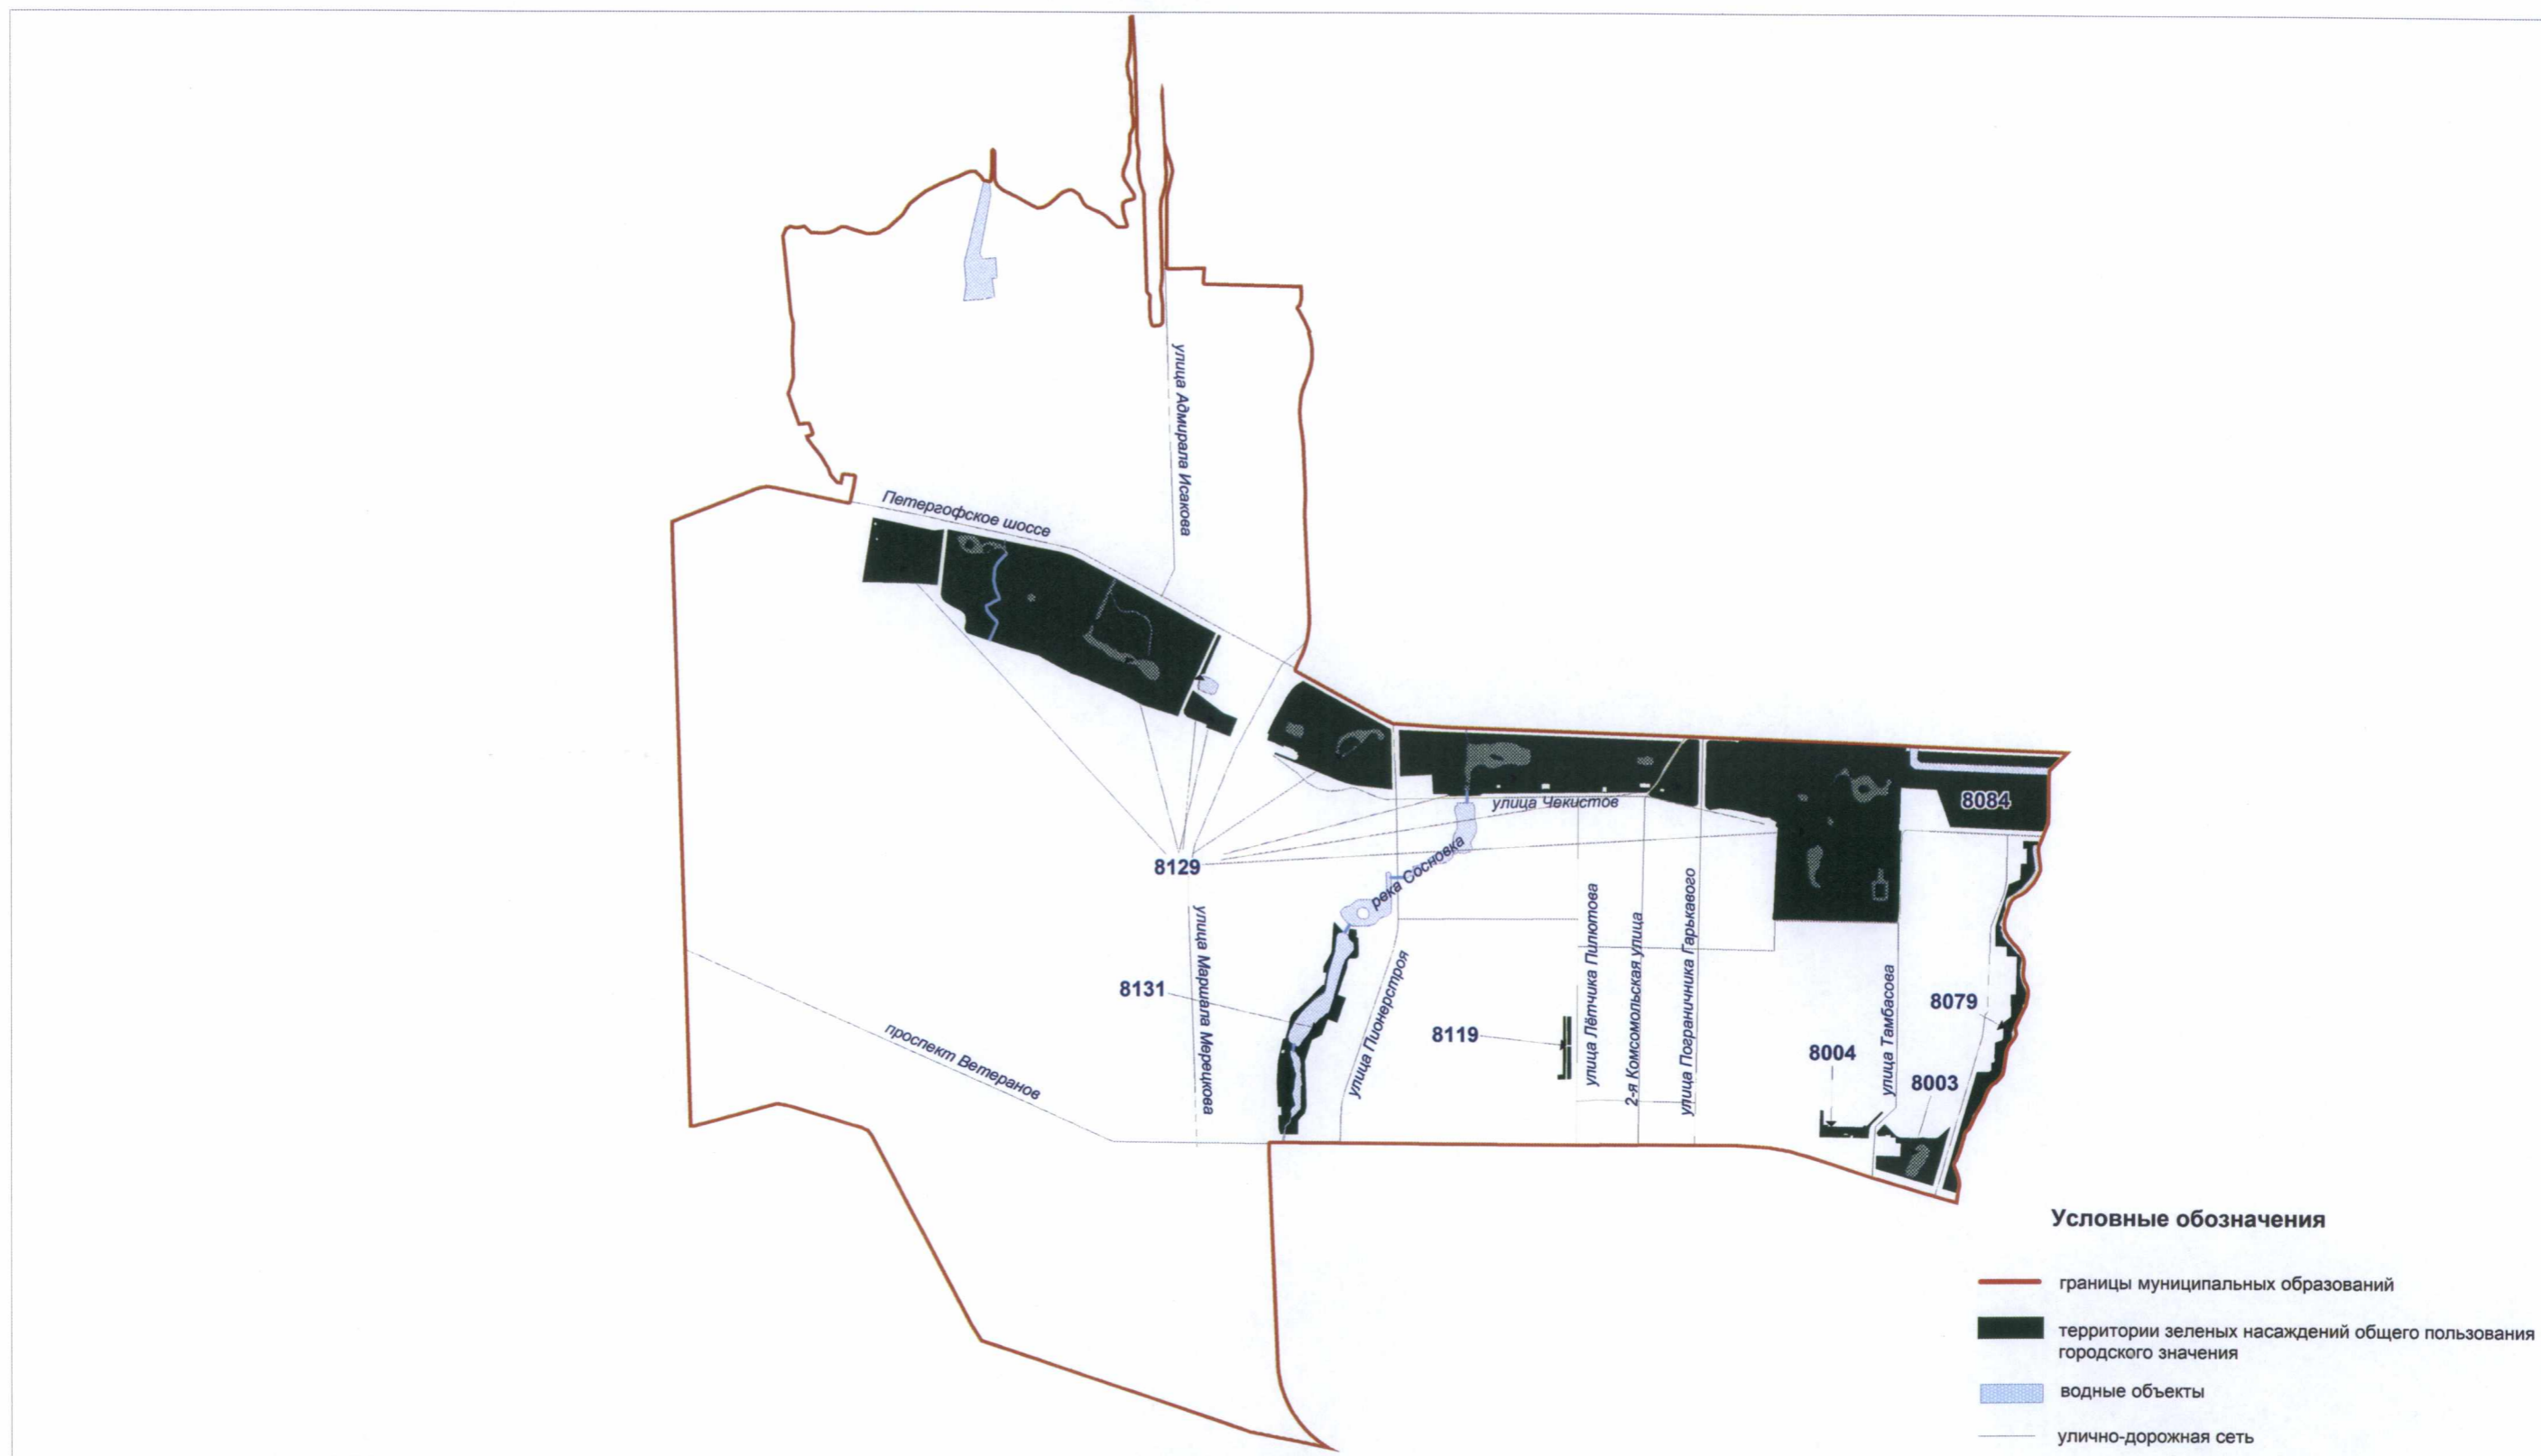 улица Адмирала Исакова
Петергофское шоссе
8084
улица Чекистов
8129
река Сосновка
улица Маршала Мерецкова
8131
улица Пионерстроя
8119
улица Лётчика Пилютова
2-я Комсомольская улица
улица Пограничника Гарькавого
8079
8004
улица Тамбасова
8003
проспект Ветеранов
Условные обозначения
границы муниципальных образований
территории зеленых насаждений общего пользования
городского значения
водные объекты
улично-дорожная сеть